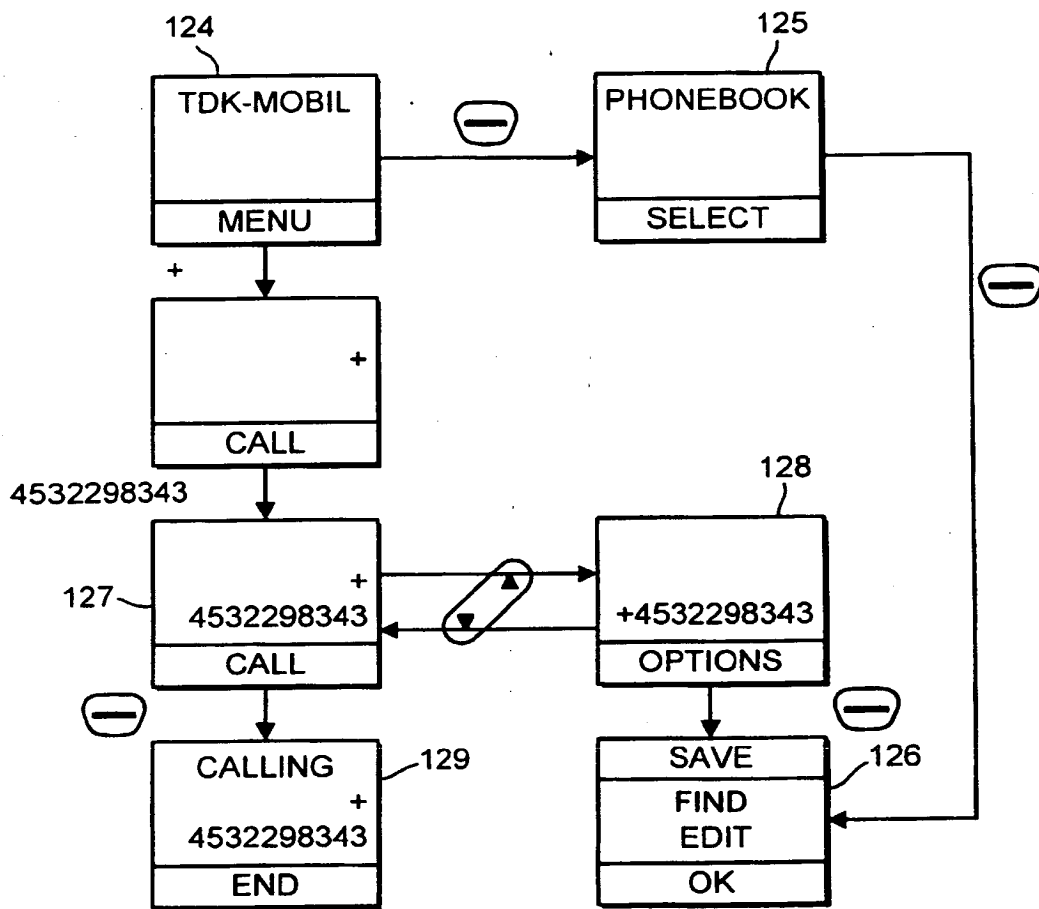 124
TDK-MOBIL
MENU
125
PHONEBOOK
SELECT
+
+
CALL
4532298343
127
+
4532298343
CALL
128
+4532298343
OPTIONS
CALLING
+
4532298343
END
129
SAVE
FIND
EDIT
OK
126